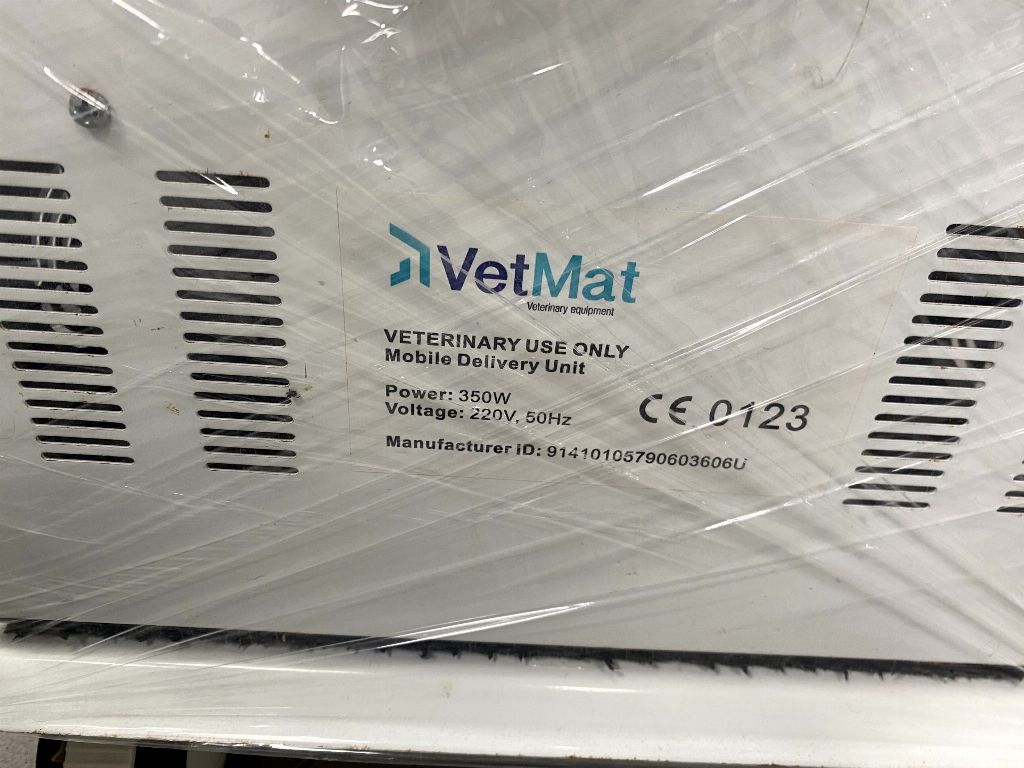 VetMat
Veterinary equipment
VETERINARY USE ONLY
Mobile Delivery Unit
Power: 350W
Voltage: 220V, 50Hz
CE 0123
Manufacturer ID: 91410105790603606U